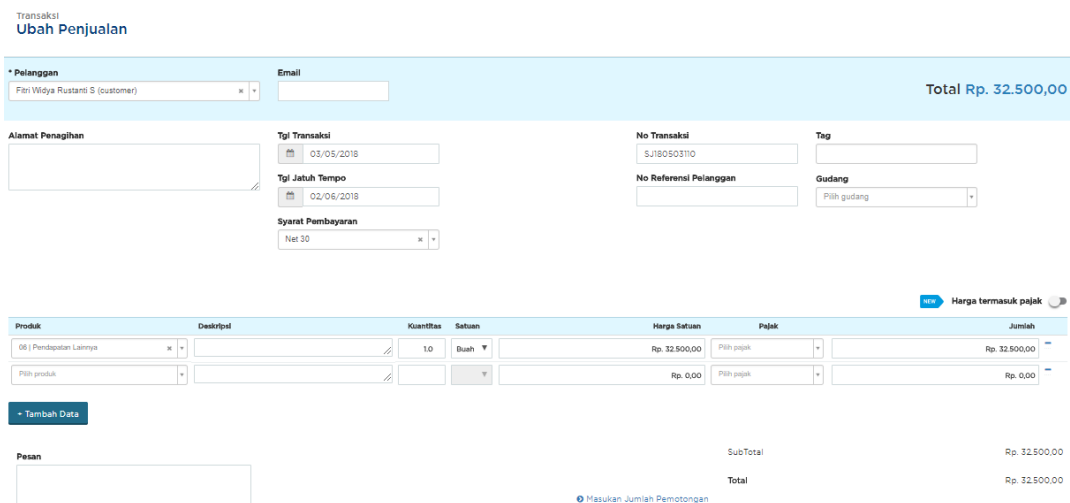 Transaksi
Ubah Penjualan
* Pelanggan
Email
Fitri Widya Rustanti S (customer)
Total Rp. 32.500,00
Alamat Penagihan
Tgl Transaksi
No Transaksi
Tag
03/05/2018
SJ180503110
Tgl Jatuh Tempo
No Referensi Pelanggan
Gudang
02/06/2018
Pilih gudang
Syarat Pembayaran
Net 30
NEW Harga termasuk pajak
Produk Deskripsi Kuantitas Satuan Harga Satuan Pajak Jumlah
06 | Pendapatan Lainnya 1.0 Buah Rp. 32.500,00 Pilih pajak Rp. 32.500,00
Pilih produk Rp. 0,00 Pilih pajak Rp. 0,00
+ Tambah Data
Pesan
SubTotal Rp. 32.500,00
Total Rp. 32.500,00
Masukan Jumlah Pemotongan